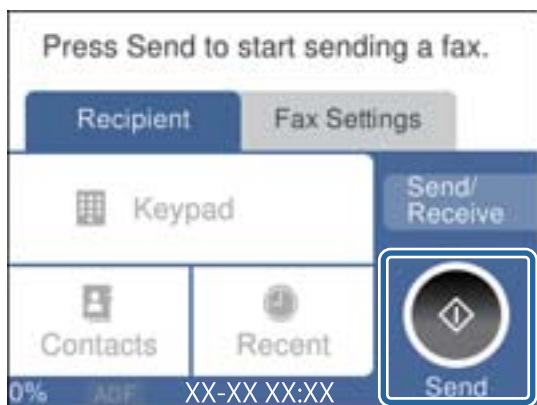 Press Send to start sending a fax.
Recipient
Fax Settings
Keypad
Send/
Receive
Contacts
Recent
Send
0%
ADF
XX-XX XX:XX